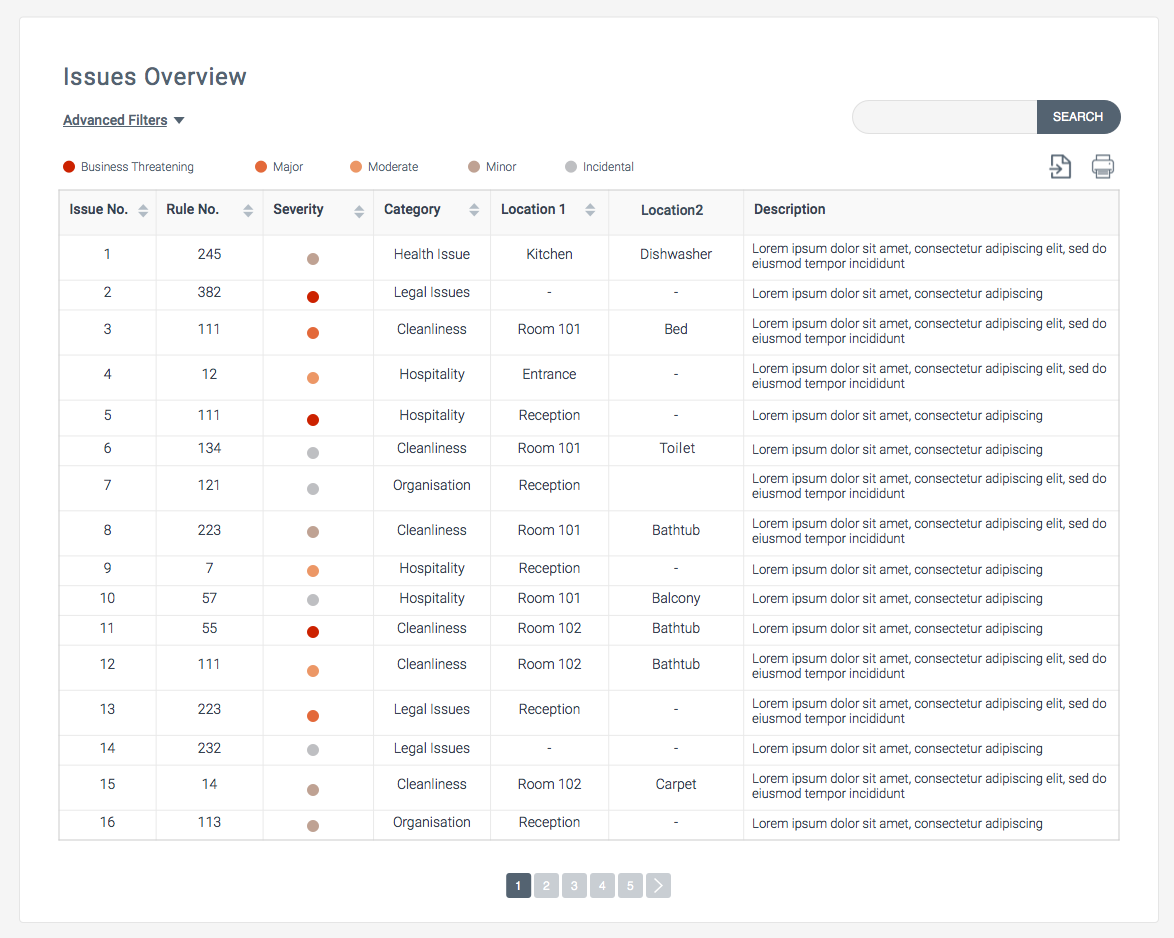 Issues Overview
Advanced Filters
SEARCH
Business Threatening Major Moderate Minor Incidental
Issue No. Rule No. Severity Category Location 1 Location2 Description
1 245 Health Issue Kitchen Dishwasher Lorem ipsum dolor sit amet, consectetur adipiscing elit, sed do
eiusmod tempor incididunt
2 382 Legal Issues - - Lorem ipsum dolor sit amet, consectetur adipiscing
3 111 Cleanliness Room 101 Bed Lorem ipsum dolor sit amet, consectetur adipiscing elit, sed do
eiusmod tempor incididunt
4 12 Hospitality Entrance - Lorem ipsum dolor sit amet, consectetur adipiscing elit, sed do
eiusmod tempor incididunt
5 111 Hospitality Reception - Lorem ipsum dolor sit amet, consectetur adipiscing
6 134 Cleanliness Room 101 Toilet Lorem ipsum dolor sit amet, consectetur adipiscing
7 121 Organisation Reception Lorem ipsum dolor sit amet, consectetur adipiscing elit, sed do
eiusmod tempor incididunt
8 223 Cleanliness Room 101 Bathtub Lorem ipsum dolor sit amet, consectetur adipiscing elit, sed do
eiusmod tempor incididunt
9 7 Hospitality Reception - Lorem ipsum dolor sit amet, consectetur adipiscing
10 57 Hospitality Room 101 Balcony Lorem ipsum dolor sit amet, consectetur adipiscing
11 55 Cleanliness Room 102 Bathtub Lorem ipsum dolor sit amet, consectetur adipiscing
12 111 Cleanliness Room 102 Bathtub Lorem ipsum dolor sit amet, consectetur adipiscing elit, sed do
eiusmod tempor incididunt
13 223 Legal Issues Reception - Lorem ipsum dolor sit amet, consectetur adipiscing elit, sed do
eiusmod tempor incididunt
14 232 Legal Issues - - Lorem ipsum dolor sit amet, consectetur adipiscing
15 14 Cleanliness Room 102 Carpet Lorem ipsum dolor sit amet, consectetur adipiscing elit, sed do
eiusmod tempor incididunt
16 113 Organisation Reception - Lorem ipsum dolor sit amet, consectetur adipiscing
1 2 3 4 5